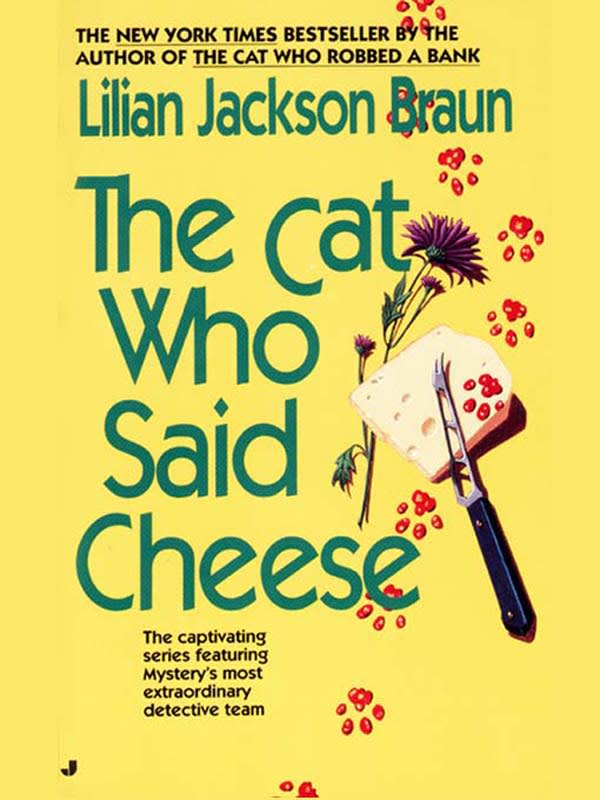 THE NEW YORK TIMES BESTSELLER BY THE
AUTHOR OF THE CAT WHO ROBBED A BANK
Lilian Jackson Braun
The Cat
Who
Said
Cheese
The captivating
series featuring
Mystery's most
extraordinary
detective team
J